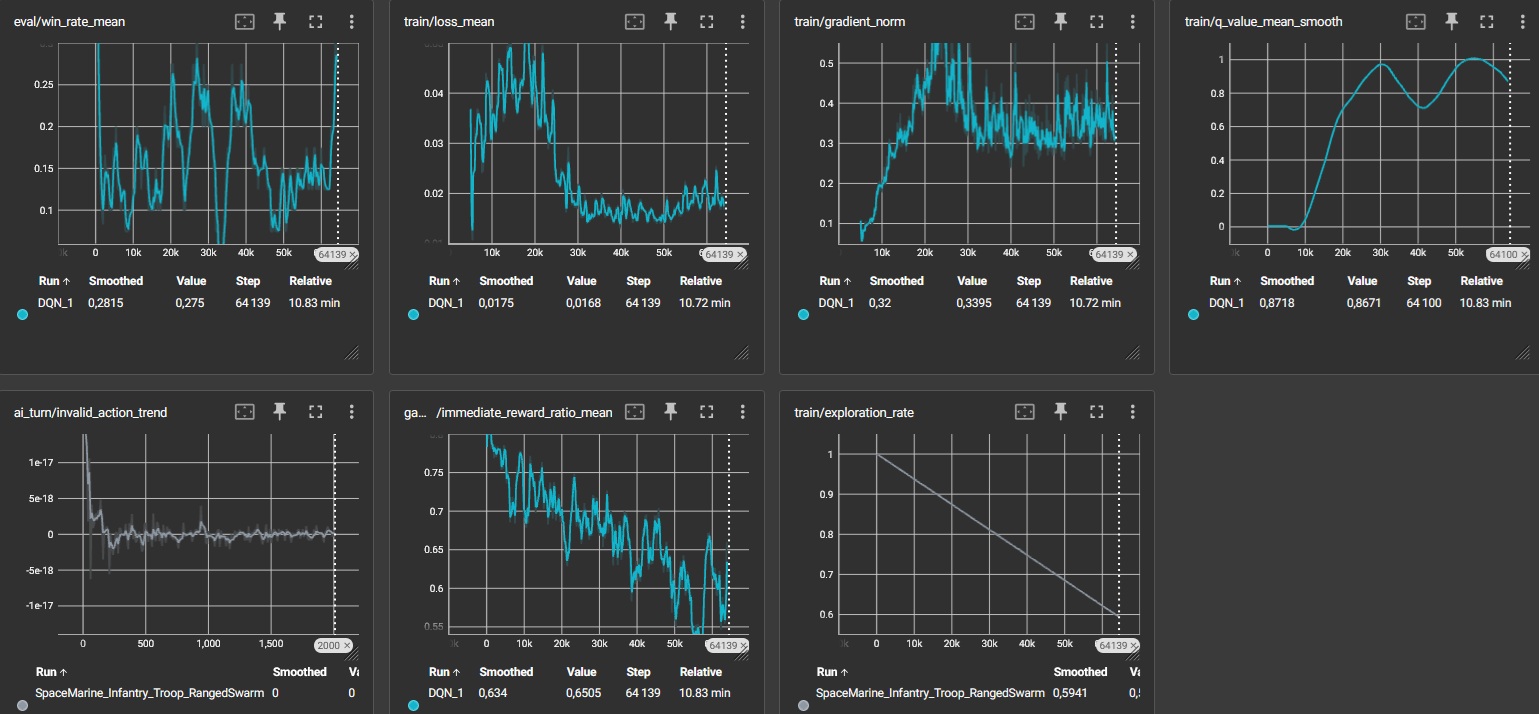 eval/win_rate_mean
0.25
0.2
0.15
0.1
0 10k 20k 30k 40k 50k 64139 ×
Run ↑ Smoothed Value Step Relative
DQN_1 0,2815 0,275 64 139 10.83 min
train/loss_mean
0.04
0.03
0.02
10k 20k 30k 40k 50k 64139 ×
Run ↑ Smoothed Value Step Relative
DQN_1 0,0175 0,0168 64 139 10.72 min
train/gradient_norm
0.5
0.4
0.3
0.2
0.1
10k 20k 30k 40k 50k 64139 ×
Run ↑ Smoothed Value Step Relative
DQN_1 0,32 0,3395 64 139 10.72 min
train/q_value_mean_smooth
1
0.8
0.6
0.4
0.2
0
0 10k 20k 30k 40k 50k 64100 ×
Run ↑ Smoothed Value Step Relative
DQN_1 0,8718 0,8671 64 100 10.83 min
ai_turn/invalid_action_trend
1e-17
5e-18
0
-5e-18
-1e-17
0 500 1,000 1,500 2000 ×
Run ↑ Smoothed Va
SpaceMarine_Infantry_Troop_RangedSwarm 0 0
ga... /immediate_reward_ratio_mean
0.75
0.7
0.65
0.6
0.55
0 10k 20k 30k 40k 50k 64139 ×
Run ↑ Smoothed Value Step Relative
DQN_1 0,634 0,6505 64 139 10.83 min
train/exploration_rate
1
0.9
0.8
0.7
0.6
0 10k 20k 30k 40k 50k 64139 ×
Run ↑ Smoothed Va
SpaceMarine_Infantry_Troop_RangedSwarm 0,5941